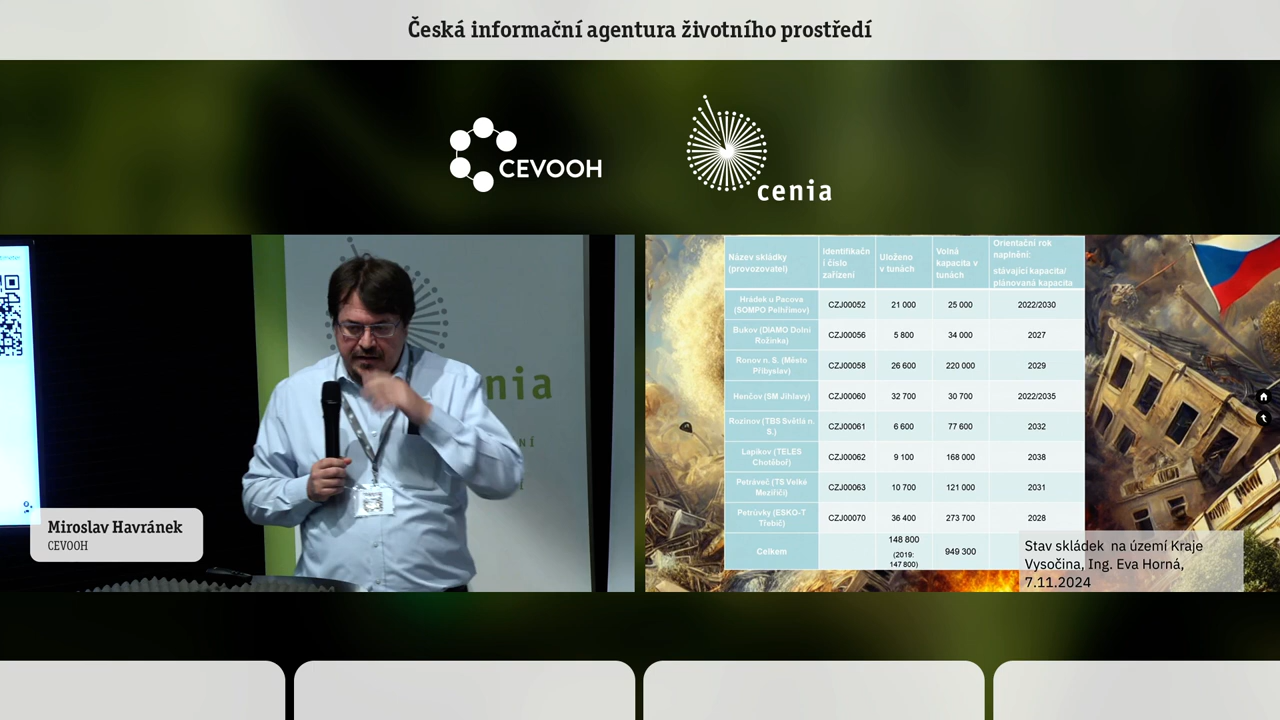 Česká informační agentura životního prostředí
CEVOOH
cenia
nia
Miroslav Havránek
CEVOOH
Název skládky
(provozovatel)
Identifikačn
í číslo
zařízení
Uloženo
v tunách
Volná
kapacita v
tunách
Orientační rok
naplnění:
stávající kapacita/
plánovaná kapacita
Hrádek u Pacova
(SOMPO Pelhřimov)
CZJ00052
21 000
25 000
2022/2030
Bukov (DIAMO Dolní
Rožínka)
CZJ00056
5 800
34 000
2027
Ronov n. S. (Město
Přibyslav)
CZJ00058
26 600
220 000
2029
Henčov (SM Jihlavy)
CZJ00060
32 700
30 700
2022/2035
Rozinov (TBS Světlá n.
S.)
CZJ00061
6 600
77 600
2032
Lapíkov (TELES
Chotěboř)
CZJ00062
9 100
168 000
2038
Petráveč (TS Velké
Meziříčí)
CZJ00063
10 700
121 000
2031
Petrůvky (ESKO-T
Třebíč)
CZJ00070
36 400
273 700
2028
Celkem
148 800
(2019:
147 800)
949 300
Stav skládek na území Kraje
Vysočina, Ing. Eva Horná,
7.11.2024